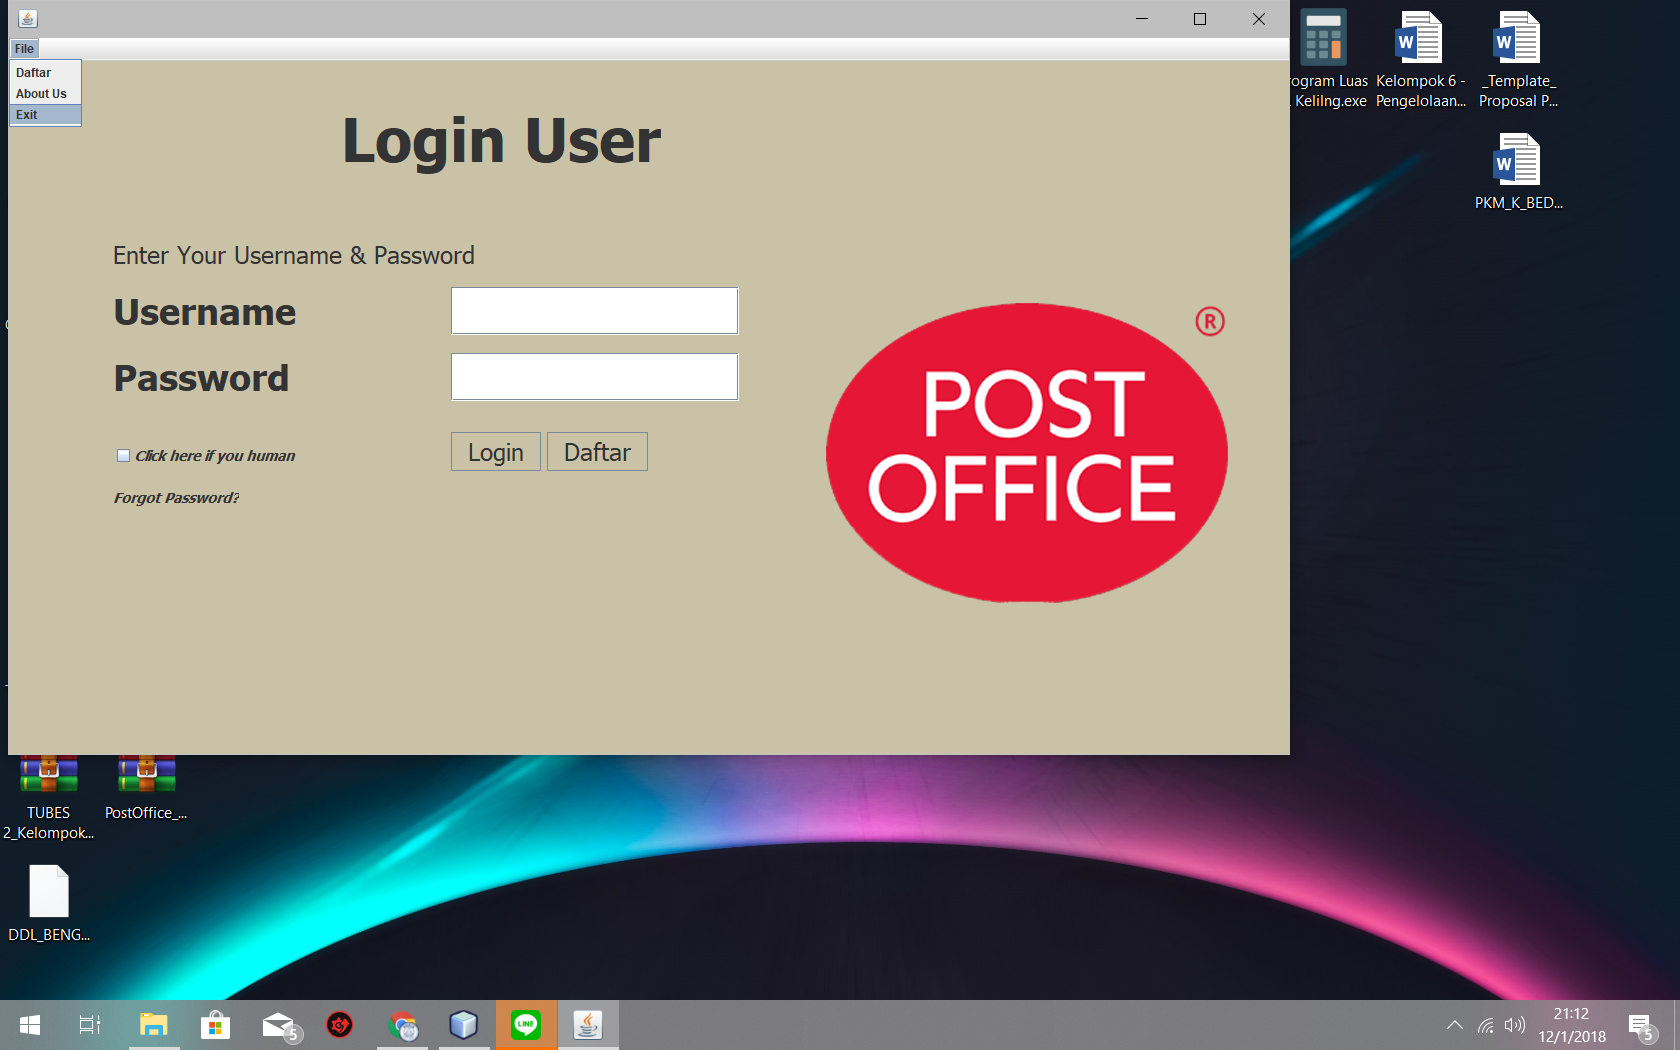 File
Daftar
About Us
Exit
Login User
Enter Your Username & Password
Username
Password
Click here if you human
Login
Daftar
Forgot Password?
POST
OFFICE
®
rogram Luas
Kelilng.exe
Kelompok 6 -
Pengelolaan...
_Template_
Proposal P...
PKM_K_BED...
TUBES
2_Kelompok...
PostOffice_...
DDL_BENG...
5
LINE
21:12
12/1/2018
5
W
W
W